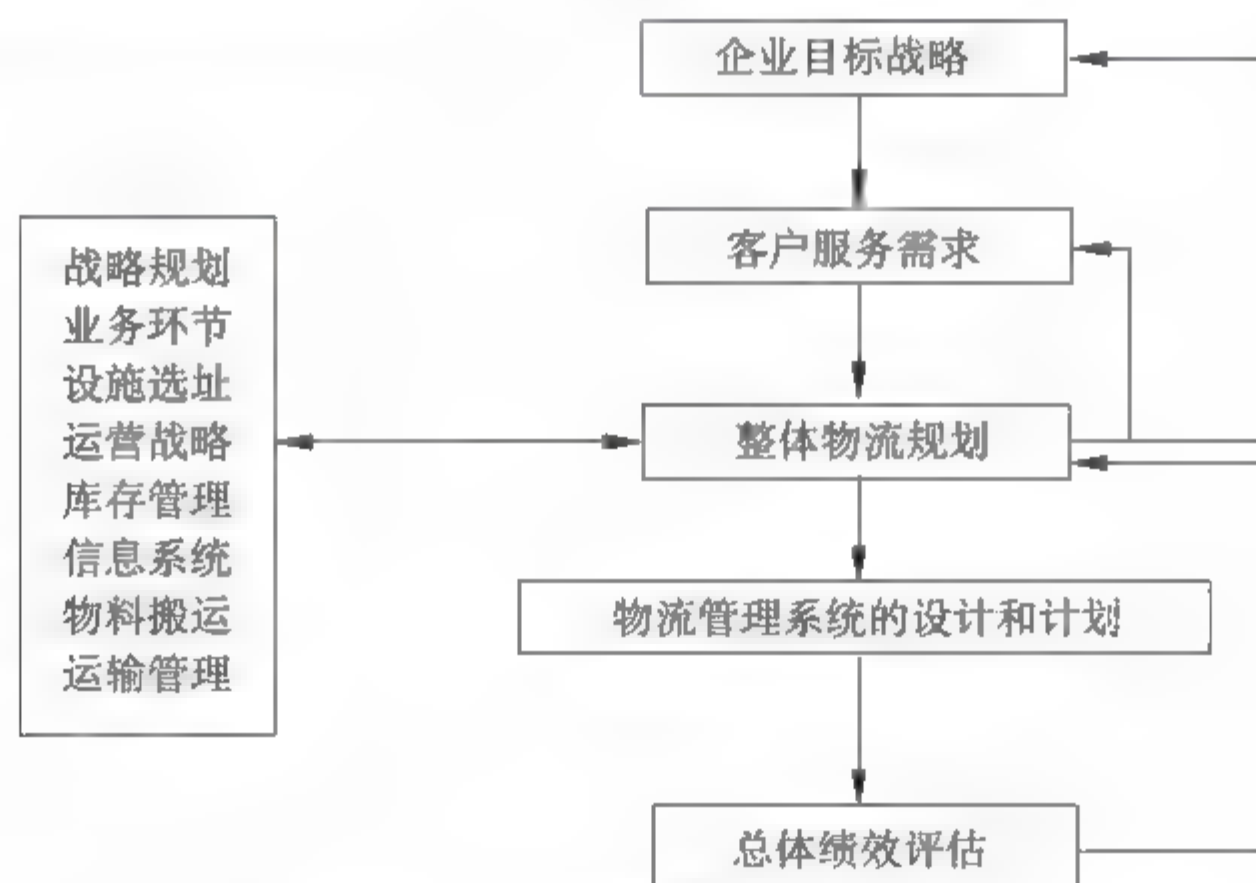 企业目标战略
客户服务需求
战略规划
业务环节
设施选址
运营战略
库存管理
信息系统
物料搬运
运输管理
整体物流规划
物流管理系统的设计和计划
总体绩效评估